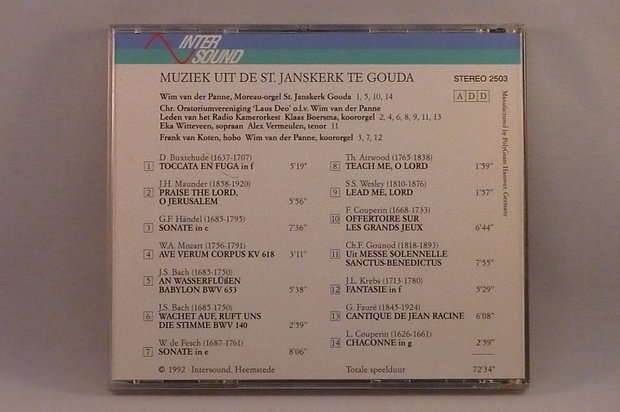 INTER
SOUND
MUZIEK UIT DE ST. JANSKERK TE GOUDA
STEREO 2503
Wim van der Panne, Moreau-orgel St. Janskerk Gouda 1, 5, 10, 14
A D D
Chr. Oratoriumvereniging 'Laus Deo' o.l.v. Wim van der Panne
Leden van het Radio Kamerorkest Klaas Boersma, koororgel 2, 4, 6, 8, 9, 11, 13
Eka Witteveen, sopraan Alex Vermeulen, tenor 11
Frank van Koten, hobo Wim van der Panne, koororgel 3, 7, 12
Manufactured by PolyGram Hanover, Germany
D. Buxtehude (1637-1707)
1 TOCCATA EN FUGA in f 5'19"
J.H. Maunder (1858-1920)
2 PRAISE THE LORD,
O JERUSALEM 5'56"
G.F. Händel (1685-1795)
3 SONATE in c 7'36"
W.A. Mozart (1756-1791)
4 AVE VERUM CORPUS KV 618 3'11"
J.S. Bach (1685-1750)
5 AN WASSERFLÜßEN
BABYLON BWV 653 5'38"
J.S. Bach (1685-1750)
6 WACHET AUF, RUFT UNS
DIE STIMME BWV 140 2'59"
W. de Fesch (1687-1761)
7 SONATE in e 8'06"
Th. Attwood (1765-1838)
8 TEACH ME, O LORD 1'59"
S.S. Wesley (1810-1876)
9 LEAD ME, LORD 1'57"
F. Couperin (1668-1733)
10 OFFERTOIRE SUR
LES GRANDS JEUX 6'44"
Ch.F. Gounod (1818-1893)
11 Uit MESSE SOLENNELLE
SANCTUS-BENEDICTUS 7'55"
J.L. Krebs (1713-1780)
12 FANTASIE in f 5'29"
G. Fauré (1845-1924)
13 CANTIQUE DE JEAN RACINE 6'08"
L. Couperin (1626-1661)
14 CHACONNE in g 2'59"
© 1992 Intersound, Heemstede
Totale speelduur 72'34"